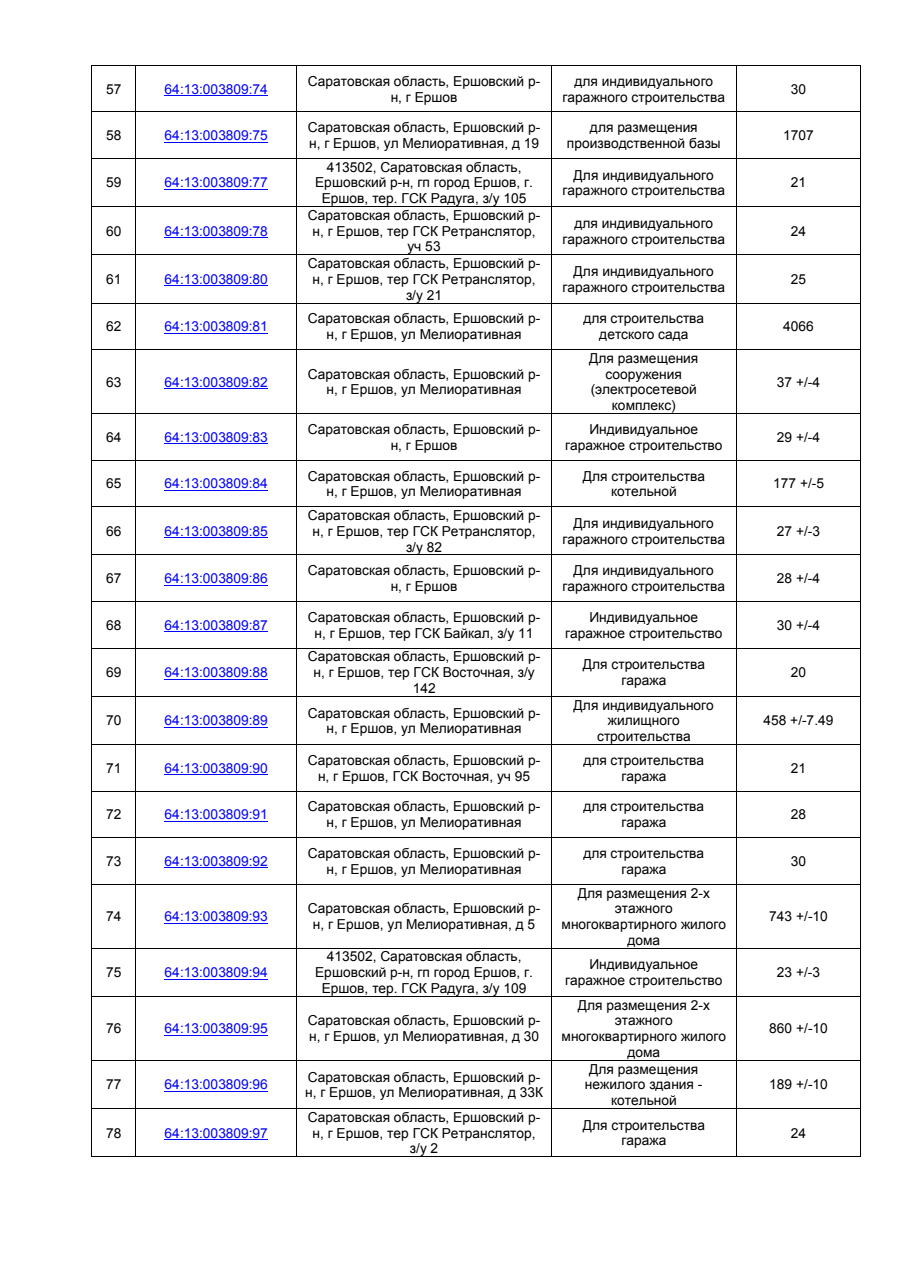 57
64:13:003809:74
Саратовская область, Ершовский р-
н, г Ершов
для индивидуального
гаражного строительства
30
58
64:13:003809:75
Саратовская область, Ершовский р-
н, г Ершов, ул Мелиоративная, д 19
для размещения
производственной базы
1707
59
64:13:003809:77
413502, Саратовская область,
Ершовский р-н, гп город Ершов, г.
Ершов, тер. ГСК Радуга, з/у 105
Для индивидуального
гаражного строительства
21
60
64:13:003809:78
Саратовская область, Ершовский р-
н, г Ершов, тер ГСК Ретранслятор,
уч 53
для индивидуального
гаражного строительства
24
61
64:13:003809:80
Саратовская область, Ершовский р-
н, г Ершов, тер ГСК Ретранслятор,
з/у 21
Для индивидуального
гаражного строительства
25
62
64:13:003809:81
Саратовская область, Ершовский р-
н, г Ершов, ул Мелиоративная
для строительства
детского сада
4066
63
64:13:003809:82
Саратовская область, Ершовский р-
н, г Ершов, ул Мелиоративная
Для размещения
сооружения
(электросетевой
комплекс)
37 +/-4
64
64:13:003809:83
Саратовская область, Ершовский р-
н, г Ершов
Индивидуальное
гаражное строительство
29 +/-4
65
64:13:003809:84
Саратовская область, Ершовский р-
н, г Ершов, ул Мелиоративная
Для строительства
котельной
177 +/-5
66
64:13:003809:85
Саратовская область, Ершовский р-
н, г Ершов, тер ГСК Ретранслятор,
з/у 82
Для индивидуального
гаражного строительства
27 +/-3
67
64:13:003809:86
Саратовская область, Ершовский р-
н, г Ершов
Для индивидуального
гаражного строительства
28 +/-4
68
64:13:003809:87
Саратовская область, Ершовский р-
н, г Ершов, тер ГСК Байкал, з/у 11
Индивидуальное
гаражное строительство
30 +/-4
69
64:13:003809:88
Саратовская область, Ершовский р-
н, г Ершов, тер ГСК Восточная, з/у
142
Для строительства
гаража
20
70
64:13:003809:89
Саратовская область, Ершовский р-
н, г Ершов, ул Мелиоративная
Для индивидуального
жилищного
строительства
458 +/-7.49
71
64:13:003809:90
Саратовская область, Ершовский р-
н, г Ершов, ГСК Восточная, уч 95
для строительства
гаража
21
72
64:13:003809:91
Саратовская область, Ершовский р-
н, г Ершов, ул Мелиоративная
для строительства
гаража
28
73
64:13:003809:92
Саратовская область, Ершовский р-
н, г Ершов, ул Мелиоративная
для строительства
гаража
30
74
64:13:003809:93
Саратовская область, Ершовский р-
н, г Ершов, ул Мелиоративная, д 5
Для размещения 2-х
этажного
многоквартирного жилого
дома
743 +/-10
75
64:13:003809:94
413502, Саратовская область,
Ершовский р-н, гп город Ершов, г.
Ершов, тер. ГСК Радуга, з/у 109
Индивидуальное
гаражное строительство
23 +/-3
76
64:13:003809:95
Саратовская область, Ершовский р-
н, г Ершов, ул Мелиоративная, д 30
Для размещения 2-х
этажного
многоквартирного жилого
дома
860 +/-10
77
64:13:003809:96
Саратовская область, Ершовский р-
н, г Ершов, ул Мелиоративная, д 33К
Для размещения
нежилого здания -
котельной
189 +/-10
78
64:13:003809:97
Саратовская область, Ершовский р-
н, г Ершов, тер ГСК Ретранслятор,
з/у 2
Для строительства
гаража
24